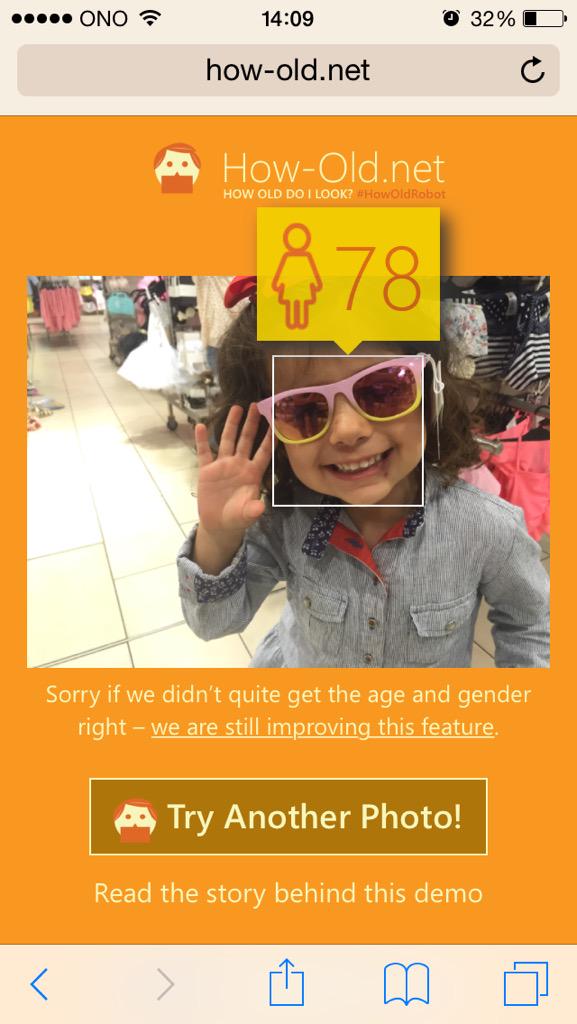 ONO 14:09 32%
how-old.net
How-Old.net
HOW OLD DO I LOOK? #HowOldRobot
78
Sorry if we didn't quite get the age and gender
right – we are still improving this feature.
Try Another Photo!
Read the story behind this demo